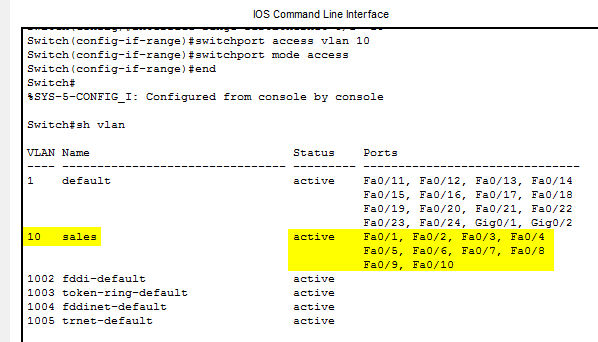 IOS Command Line Interface
Switch(config-if-range)#switchport access vlan 10
Switch(config-if-range)#switchport mode access
Switch(config-if-range)#end
Switch#
%SYS-5-CONFIG_I: Configured from console by console
Switch#sh vlan
VLAN Name Status Ports
---- -------------------------------- --------- -------------------------------
1 default active Fa0/11, Fa0/12, Fa0/13, Fa0/14
Fa0/15, Fa0/16, Fa0/17, Fa0/18
Fa0/19, Fa0/20, Fa0/21, Fa0/22
Fa0/23, Fa0/24, Gig0/1, Gig0/2
10 sales active Fa0/1, Fa0/2, Fa0/3, Fa0/4
Fa0/5, Fa0/6, Fa0/7, Fa0/8
Fa0/9, Fa0/10
1002 fddi-default active
1003 token-ring-default active
1004 fddinet-default active
1005 trnet-default active